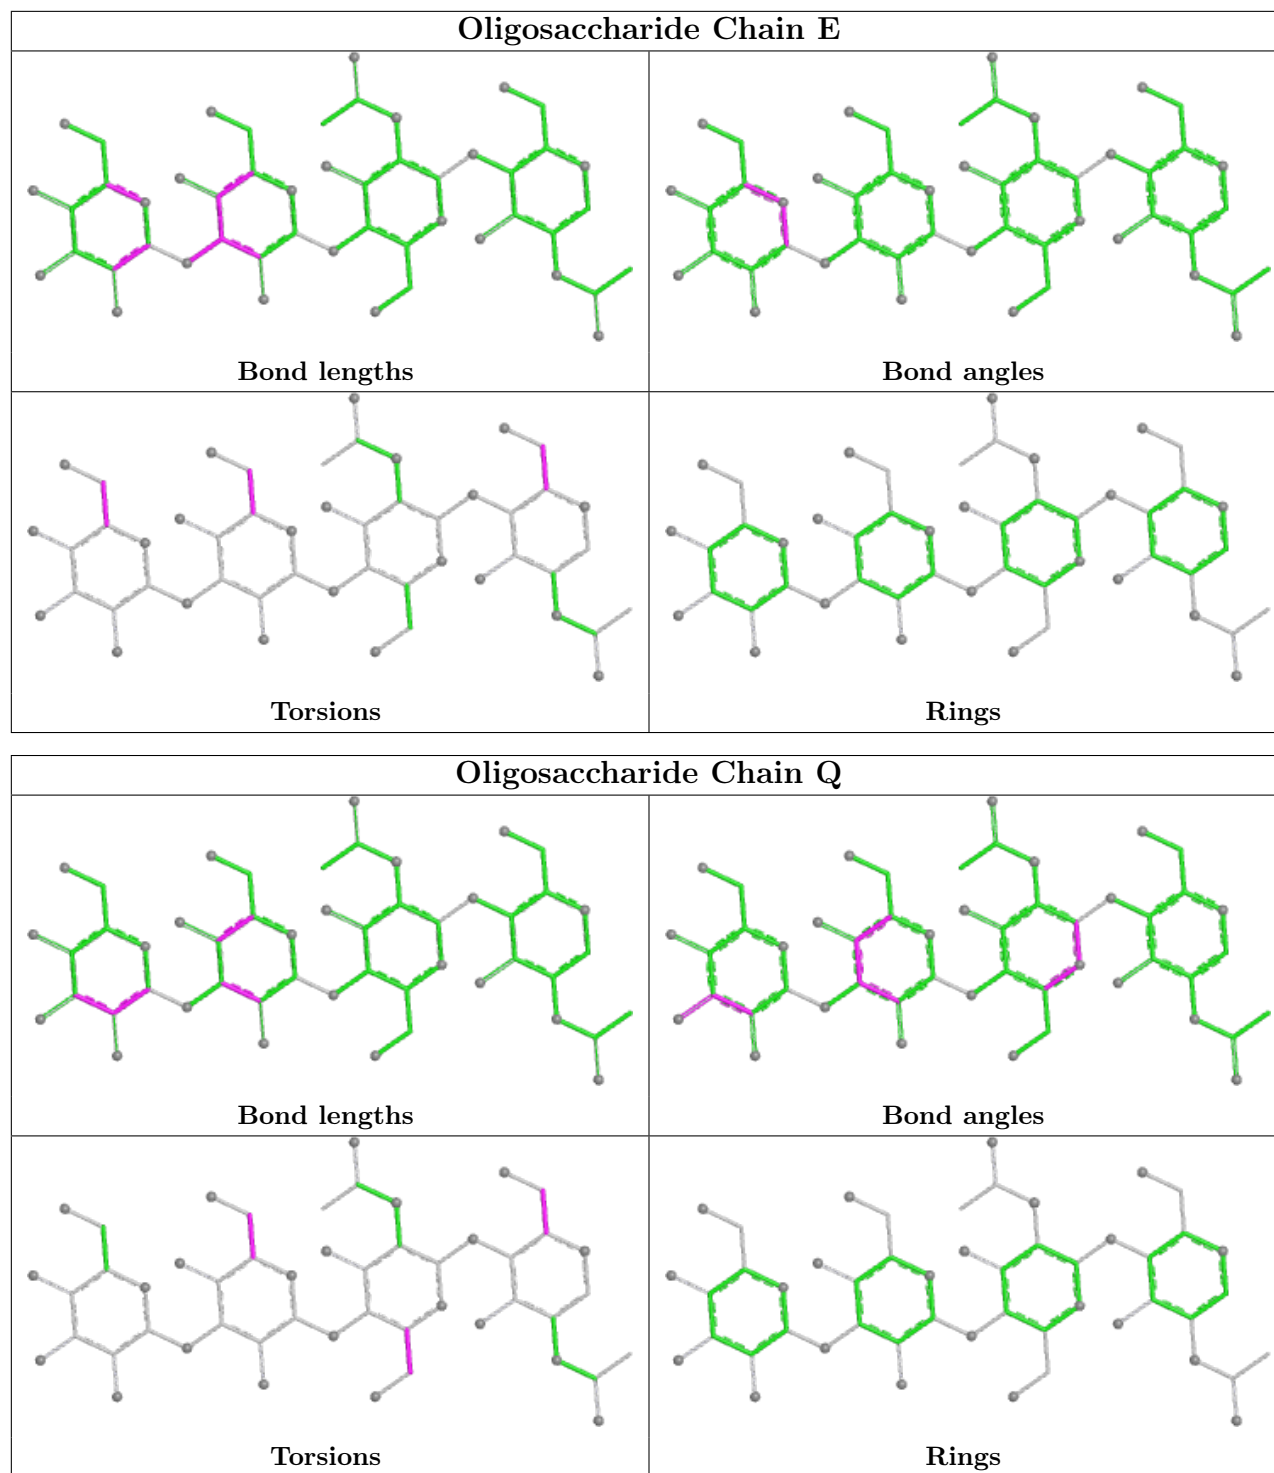 Oligosaccharide Chain E
Bond lengths
Bond angles
Torsions
Rings
Oligosaccharide Chain Q
Bond lengths
Bond angles
Torsions
Rings